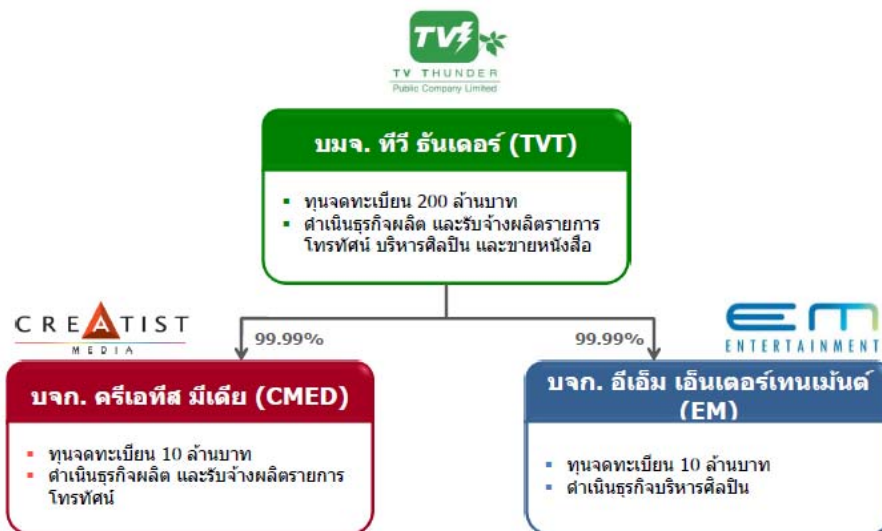 TV
TV THUNDER
Public Company Limited
บมจ. ทีวี ธันเดอร์ (TVT)
▪ ทุนจดทะเบียน 200 ล้านบาท
▪ ดำเนินธุรกิจผลิต และรับจ้างผลิตรายการ
โทรทัศน์ บริหารศิลปิน และขายหนังสือ
CREATIST
MEDIA
99.99%
99.99%
EM
ENTERTAINMENT
บจก. ครีเอทีส มีเดีย (CMED)
▪ ทุนจดทะเบียน 10 ล้านบาท
▪ ดำเนินธุรกิจผลิต และรับจ้างผลิตรายการ
โทรทัศน์
บจก. อีเอ็ม เอ็นเตอร์เทนเม้นต์
(EM)
▪ ทุนจดทะเบียน 10 ล้านบาท
▪ ดำเนินธุรกิจบริหารศิลปิน